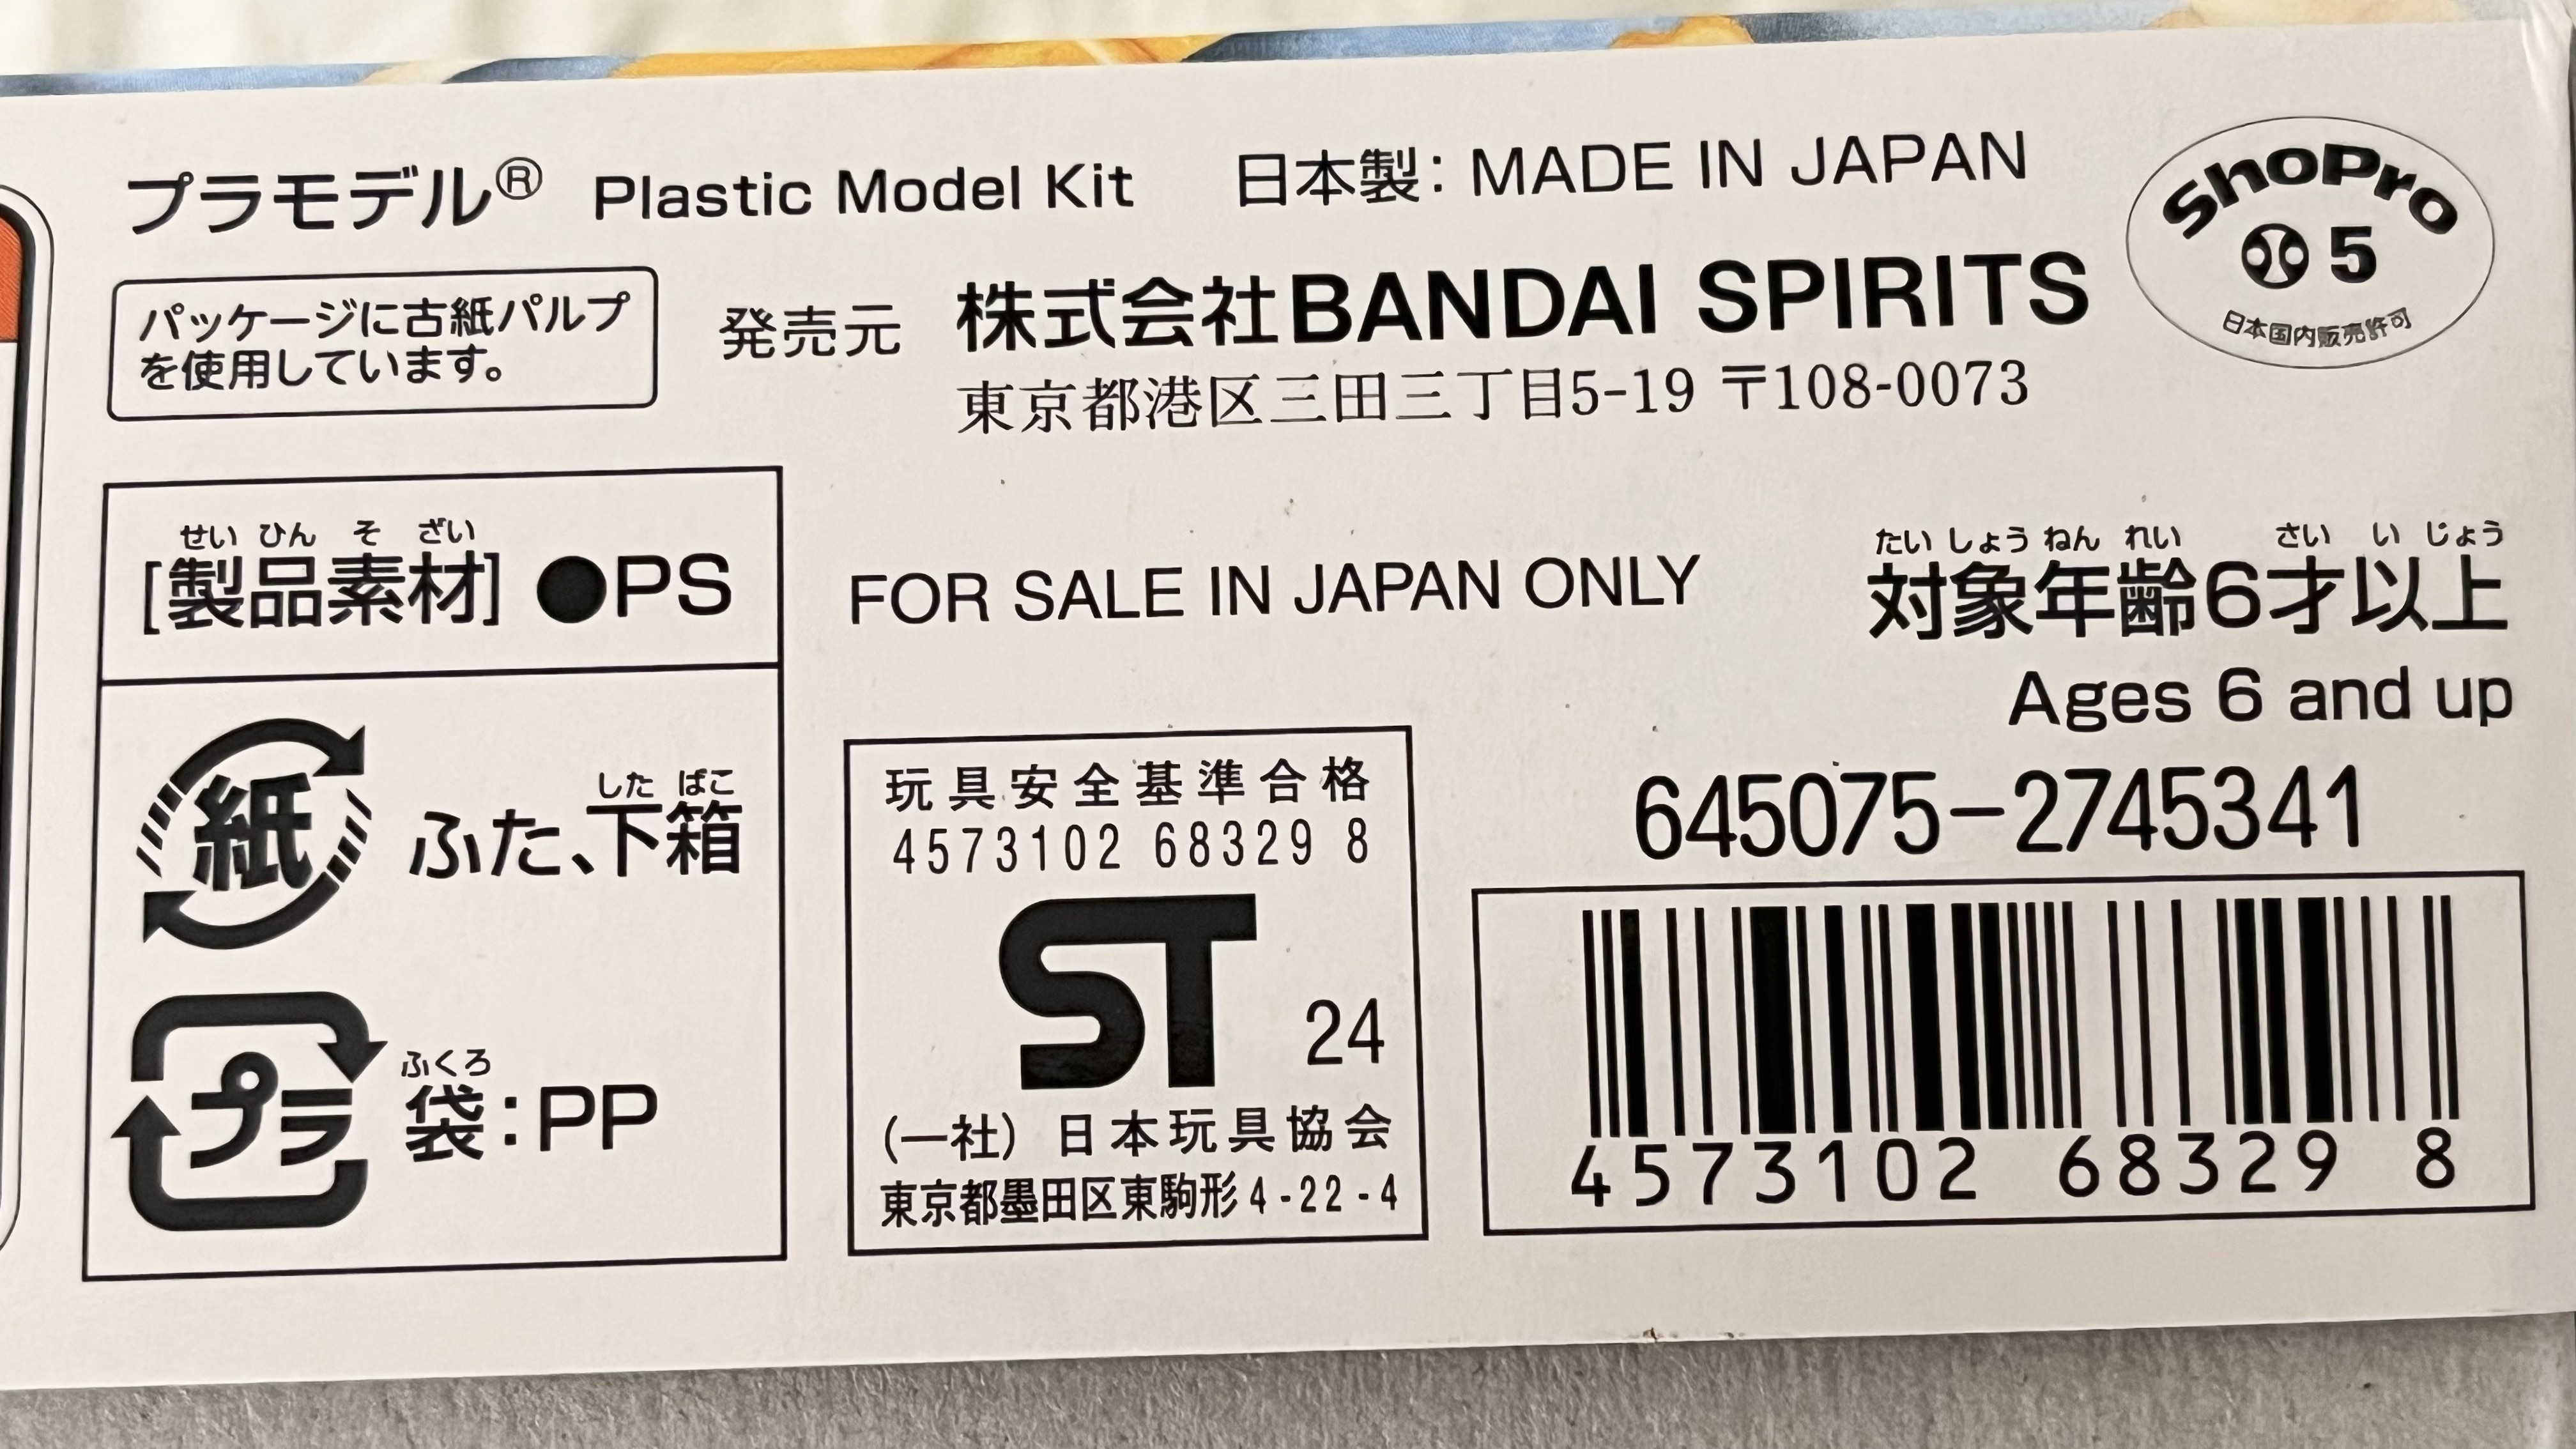 プラモデル® Plastic Model Kit 日本製: MADE IN JAPAN
ShoPro
5
日本国内販売許可
パッケージに古紙パルプ
を使用しています。
発売元 株式会社BANDAI SPIRITS
東京都港区三田三丁目5-19 〒108-0073
せい ひん そ ざい
[製品素材] ●PS
紙
した ばこ
ふた、下箱
プラ
ふくろ
袋:PP
FOR SALE IN JAPAN ONLY
たい しょう ねん れい さい い じょう
対象年齢6才以上
Ages 6 and up
玩具安全基準合格
4573102 68329 8
ST 24
(一社) 日本玩具協会
東京都墨田区東駒形4-22-4
645075-2745341
4573102 68329 8